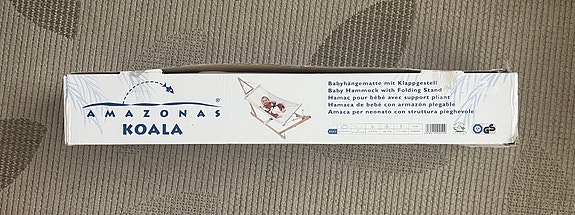 AMAZONAS ®
KOALA
Babyhängematte mit Klappgestell
Baby Hammock with Folding Stand
Hamac pour bébé avec support pliant
Hamaca de bebé con armazón plegable
Amaca per neonato con struttura pieghevole
GS